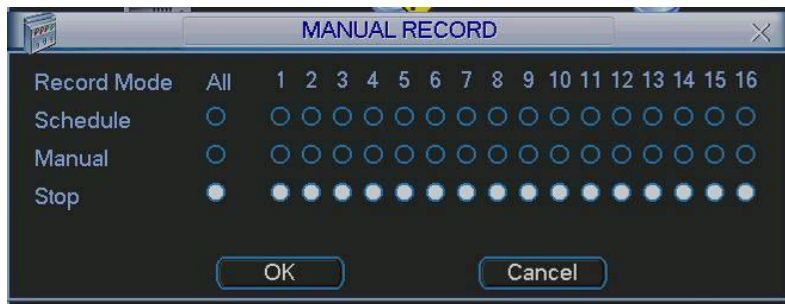 MANUAL RECORD
Record Mode All 1 2 3 4 5 6 7 8 9 10 11 12 13 14 15 16
Schedule
Manual
Stop
OK Cancel